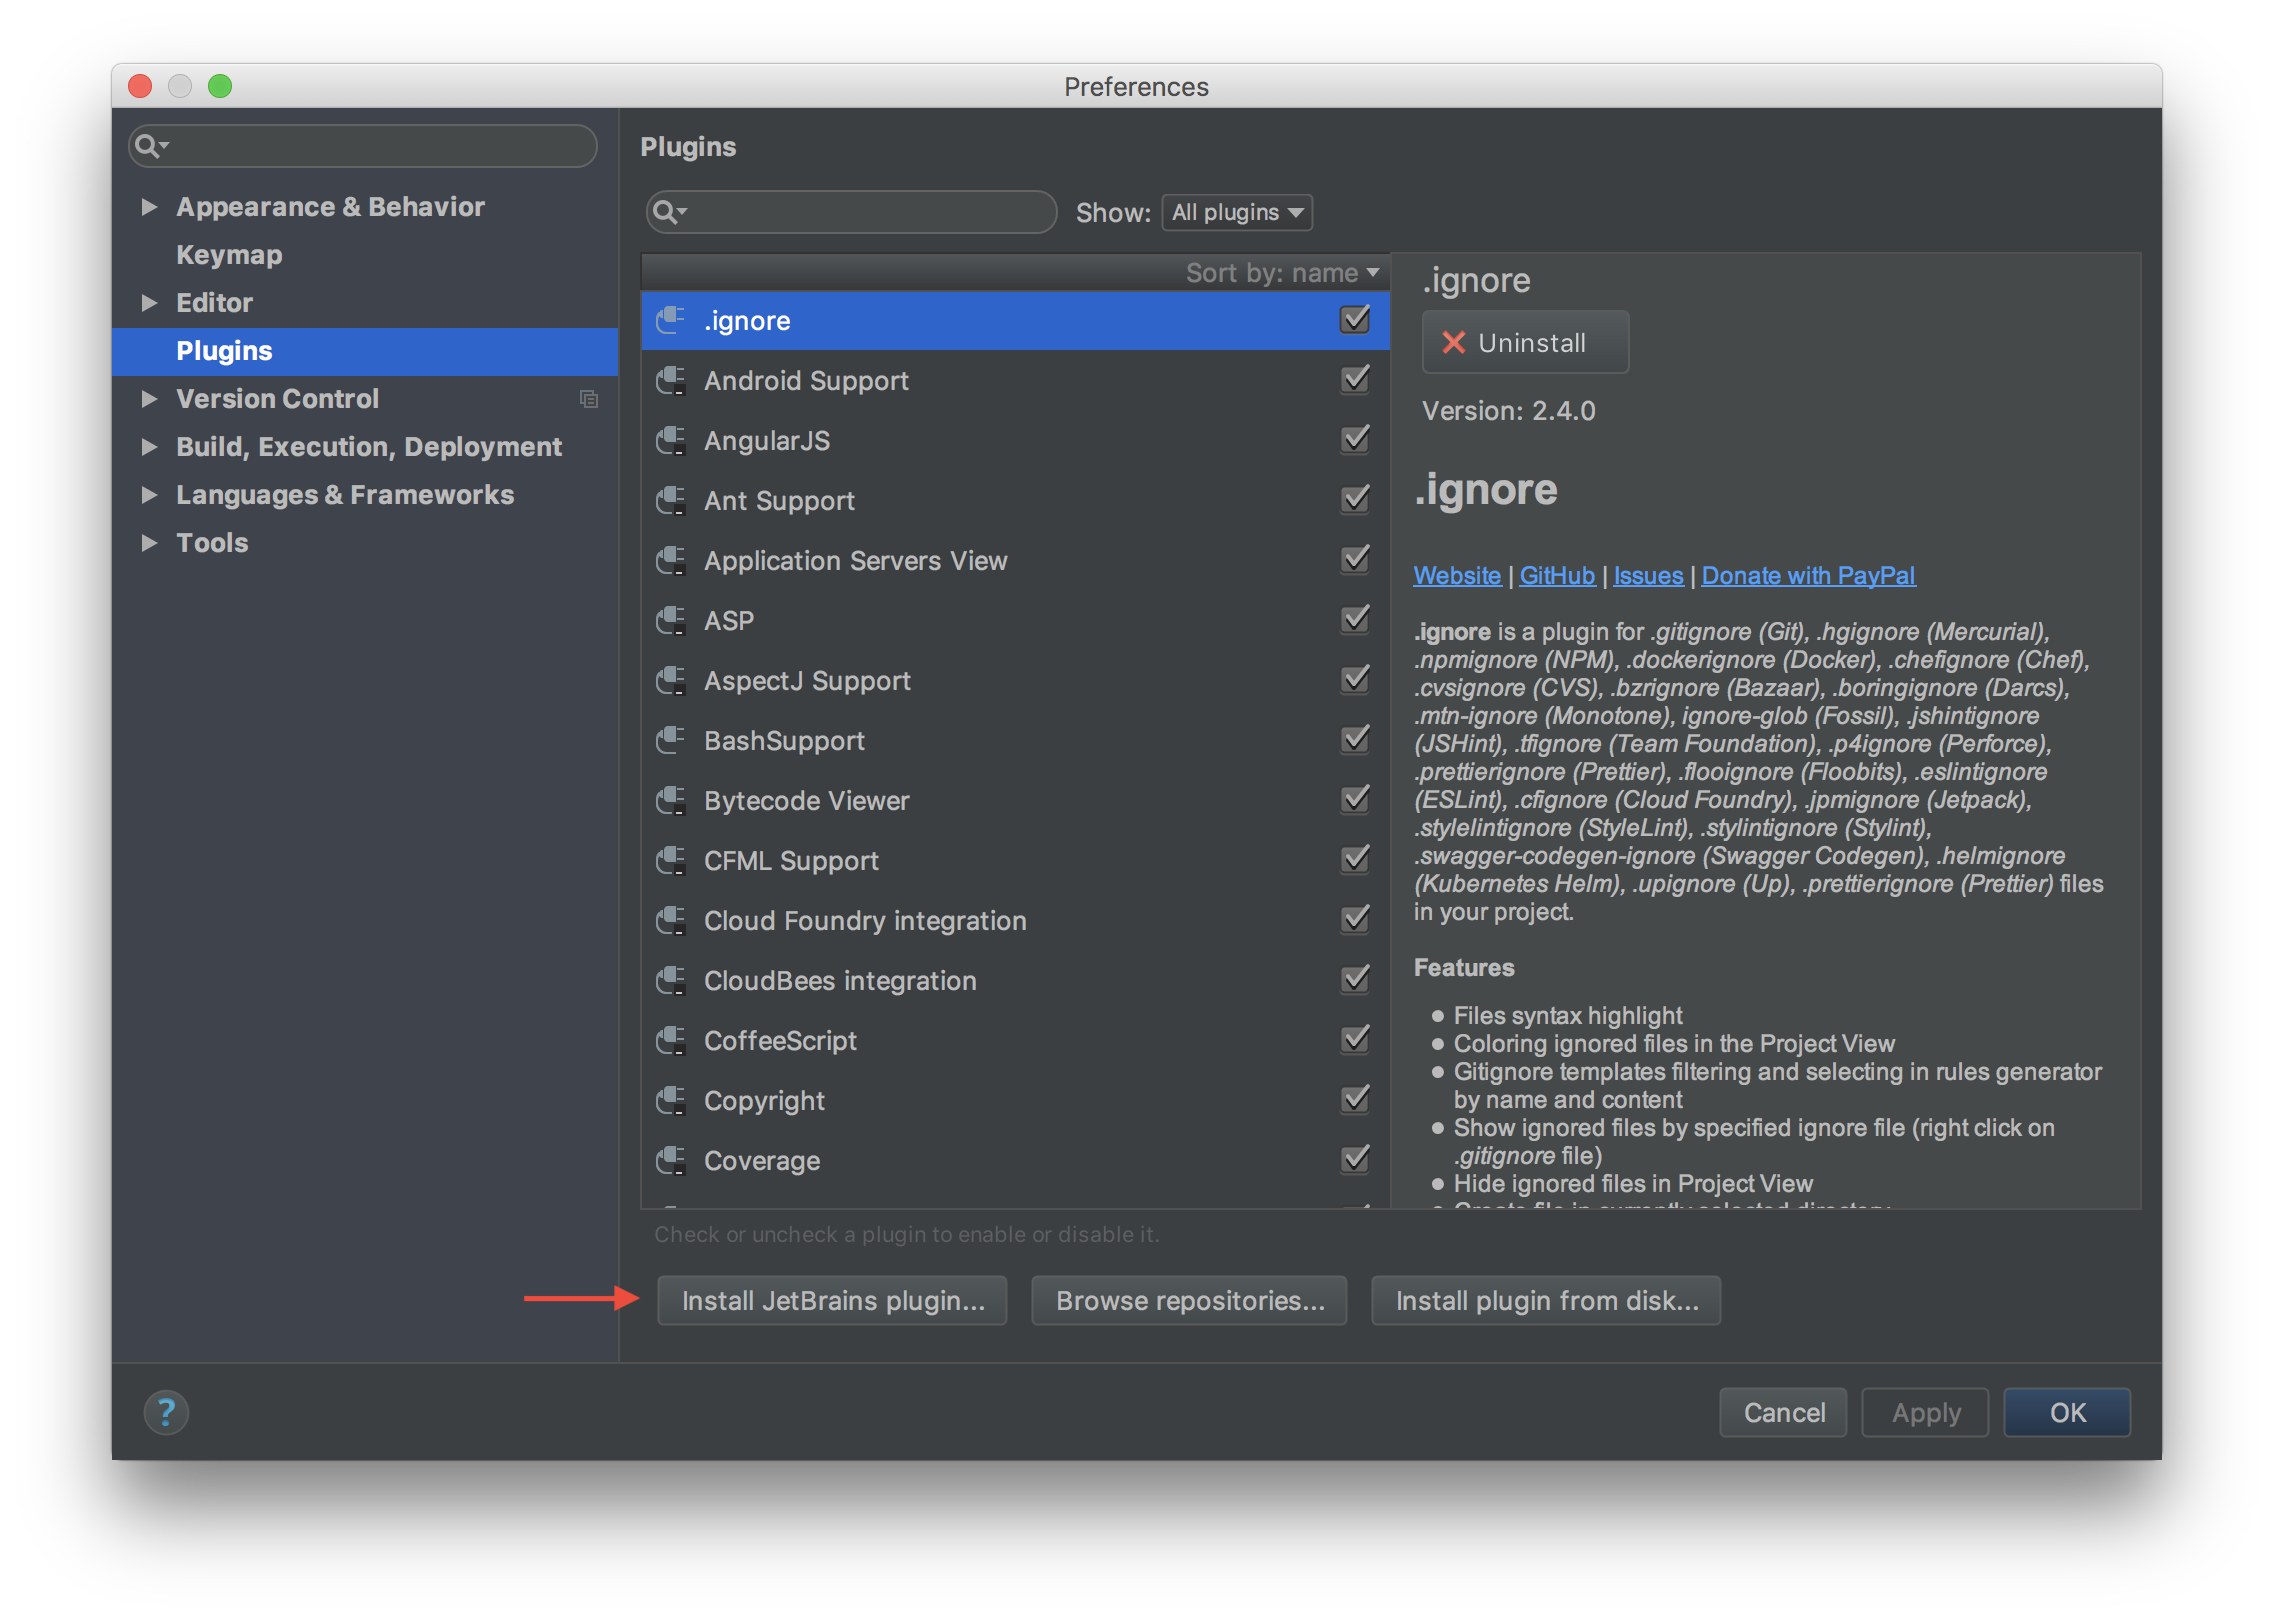 Preferences
Appearance & Behavior
Keymap
Editor
Plugins
Version Control
Build, Execution, Deployment
Languages & Frameworks
Tools
Plugins
Show: All plugins
Sort by: name
.ignore
Android Support
AngularJS
Ant Support
Application Servers View
ASP
AspectJ Support
BashSupport
Bytecode Viewer
CFML Support
Cloud Foundry integration
CloudBees integration
CoffeeScript
Copyright
Coverage
.ignore
Uninstall
Version: 2.4.0
.ignore
Website | GitHub | Issues | Donate with PayPal
.ignore is a plugin for .gitignore (Git), .hgignore (Mercurial),
.npmignore (NPM), .dockerignore (Docker), .chefignore (Chef),
.cvsignore (CVS), .bzrignore (Bazaar), .boringignore (Darcs),
.mtn-ignore (Monotone), ignore-glob (Fossil), .jshintignore
(JSHint), .tfignore (Team Foundation), .p4ignore (Perforce),
.prettierignore (Prettier), .flooignore (Floobits), .eslintignore
(ESLint), .cfignore (Cloud Foundry), .jpmignore (Jetpack),
.stylelintignore (StyleLint), .stylintignore (Stylint),
.swagger-codegen-ignore (Swagger Codegen), .helmignore
(Kubernetes Helm), .upignore (Up), .prettierignore (Prettier) files
in your project.
Features
● Files syntax highlight
● Coloring ignored files in the Project View
● Gitignore templates filtering and selecting in rules generator
by name and content
● Show ignored files by specified ignore file (right click on
.gitignore file)
● Hide ignored files in Project View
● Create file in currently selected directory
Check or uncheck a plugin to enable or disable it.
Install JetBrains plugin...
Browse repositories...
Install plugin from disk...
?
Cancel
Apply
OK